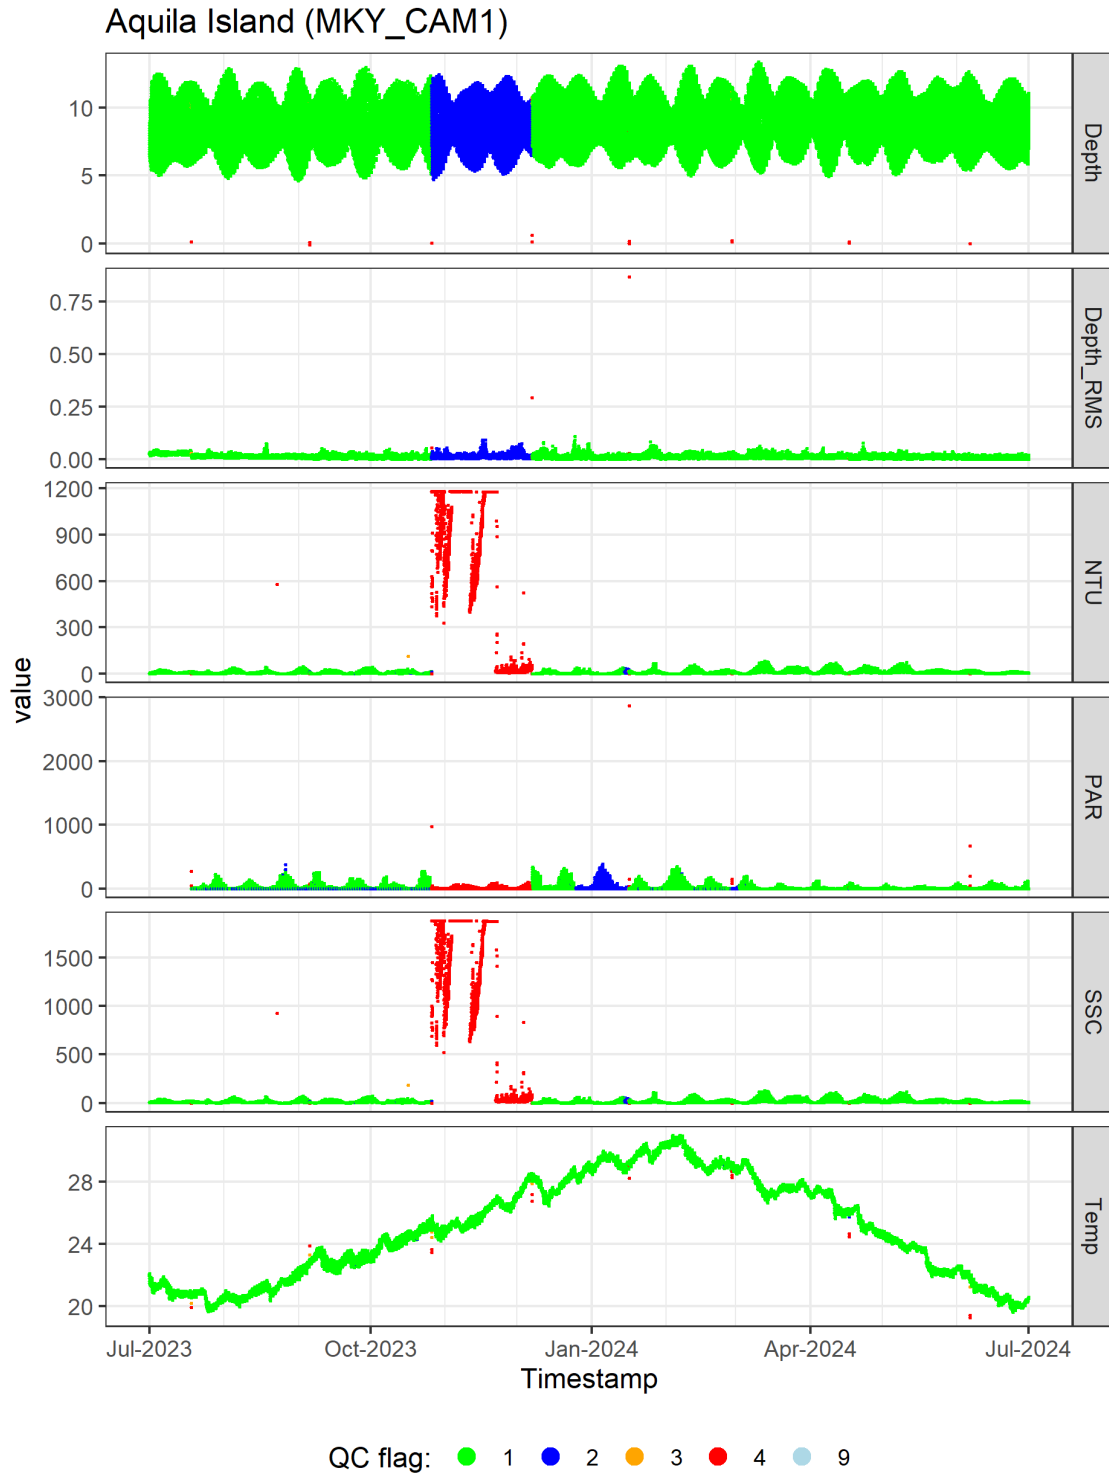 Aquila Island (MKY_CAM1)
10
5
0
Depth
0.75
0.50
0.25
0.00
Depth_RMS
1200
900
600
300
0
NTU
value
3000
2000
1000
0
PAR
1500
1000
500
0
SSC
28
24
20
Temp
Jul-2023 Oct-2023 Jan-2024 Apr-2024 Jul-2024
Timestamp
QC flag: 1 2 3 4 9